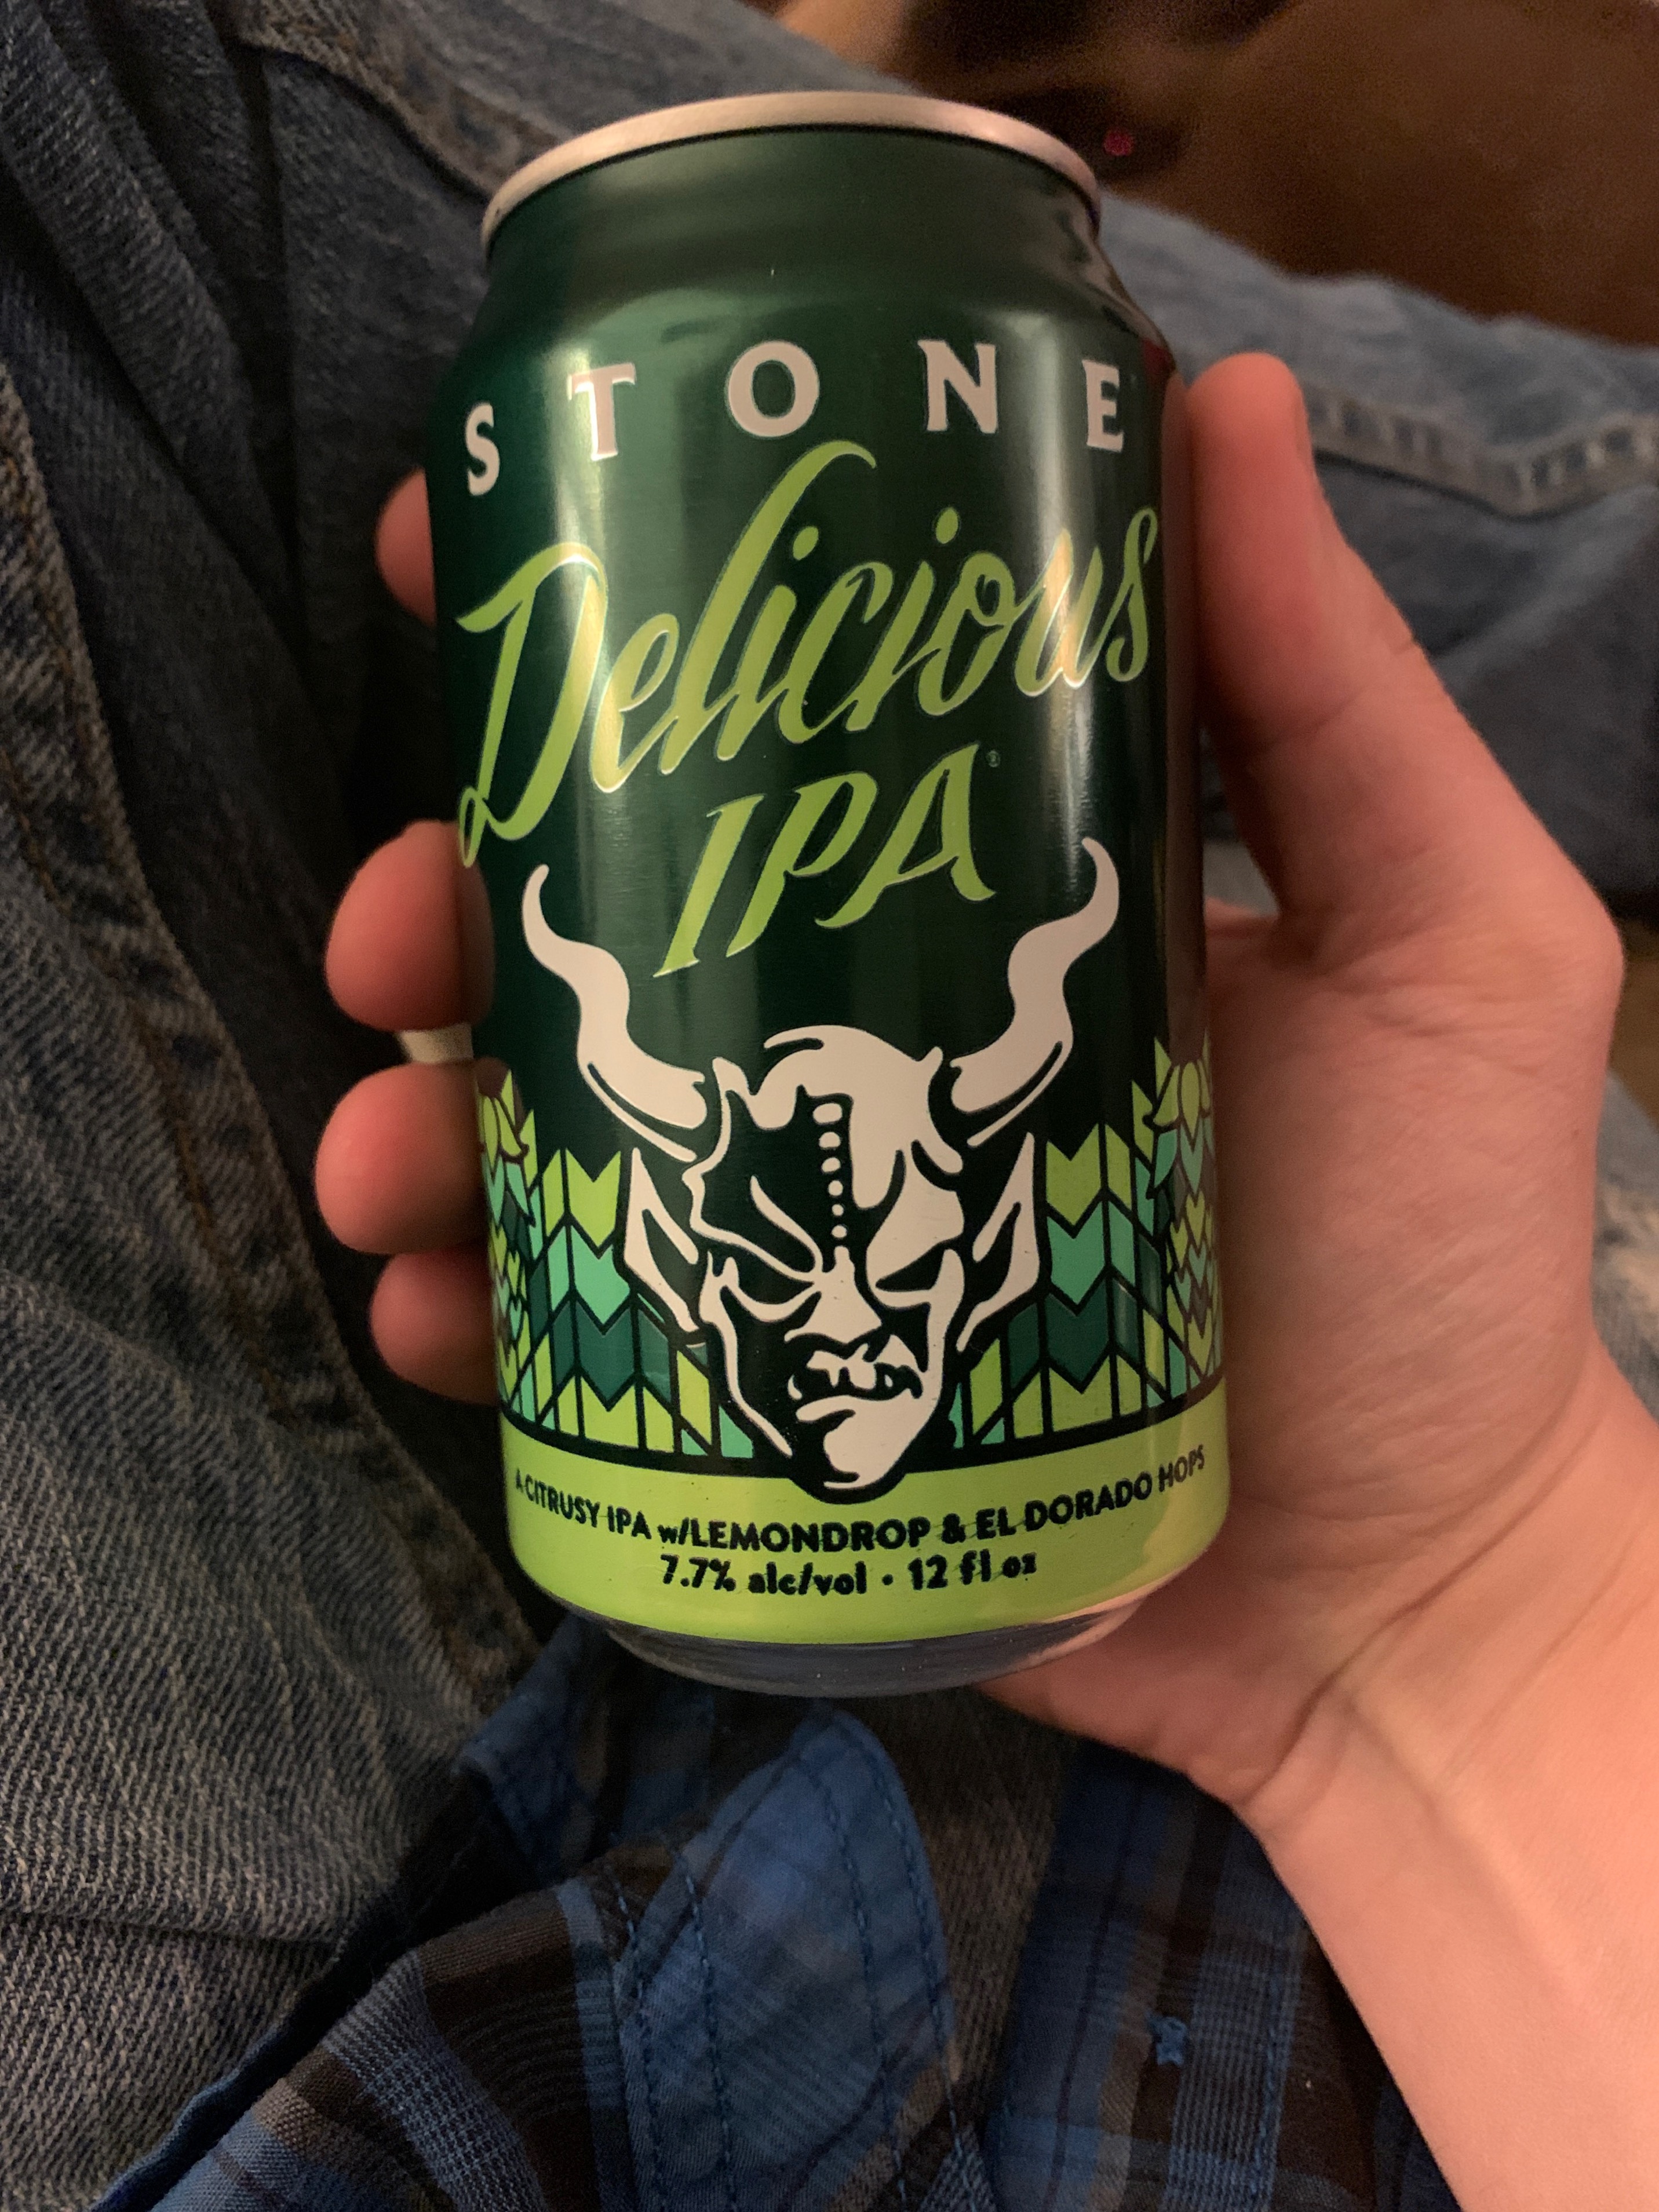 STONE
Delicious
IPA®
A CITRUSY IPA w/LEMONDROP & EL DORADO HOPS
7.7% alc/vol • 12 fl oz